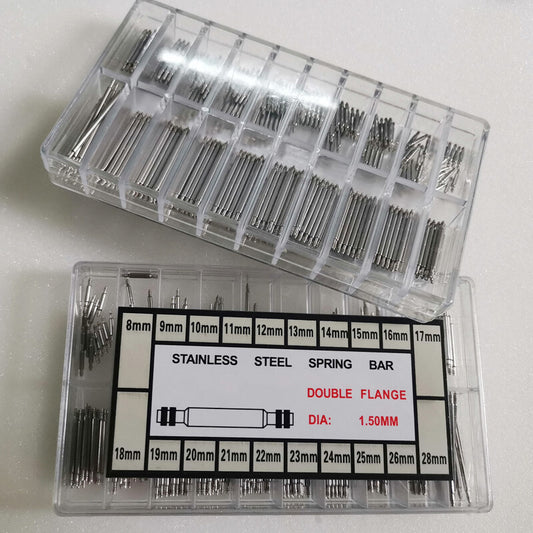 8mm 9mm 10mm 11mm 12mm 13mm 14mm 15mm 16mm 17mm
STAINLESS STEEL SPRING BAR
DOUBLE FLANGE
DIA: 1.50MM
18mm 19mm 20mm 21mm 22mm 23mm 24mm 25mm 26mm 28mm